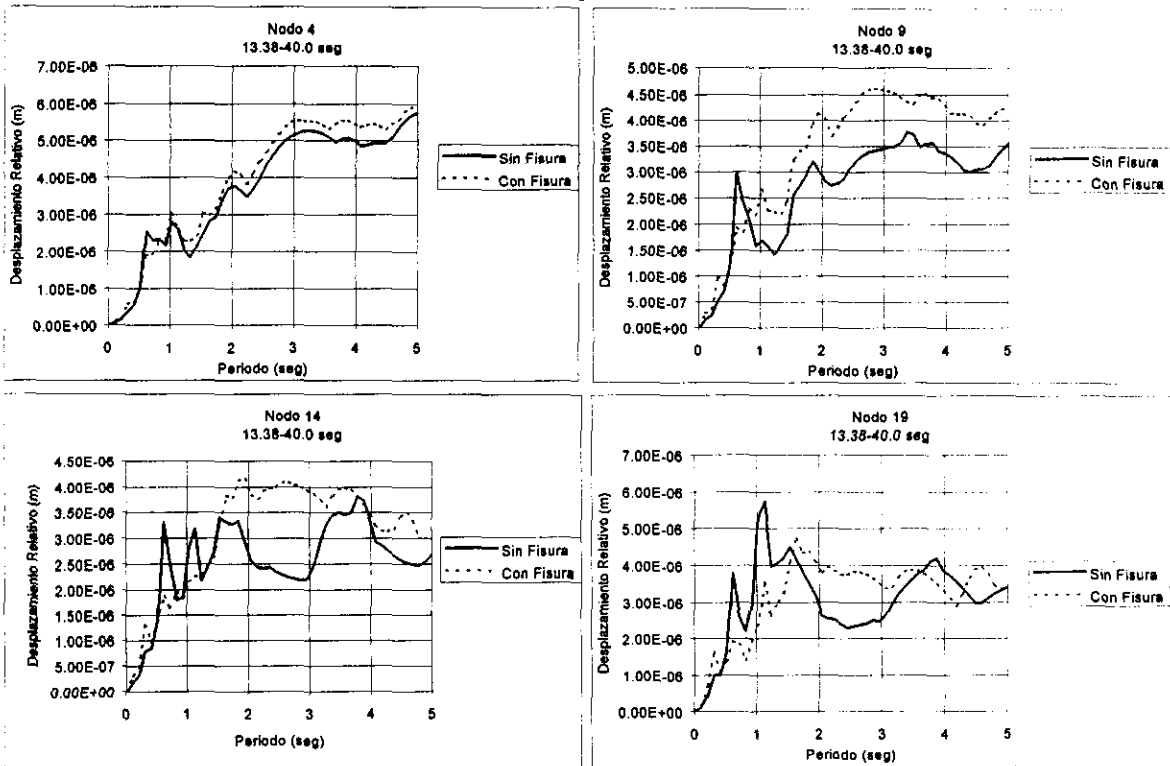 Nodo 4
13.38-40.0 seg
7.00E-06
6.00E-06
5.00E-06
4.00E-06
3.00E-06
2.00E-06
1.00E-06
0.00E+00
Desplazamiento Relativo (m)
0 1 2 3 4 5
Periodo (seg)
Sin Fisura
Con Fisura
Nodo 9
13.38-40.0 seg
5.00E-06
4.50E-06
4.00E-06
3.50E-06
3.00E-06
2.50E-06
2.00E-06
1.50E-06
1.00E-06
5.00E-07
0.00E+00
Desplazamiento Relativo (m)
0 1 2 3 4 5
Periodo (seg)
Sin Fisura
Con Fisura
Nodo 14
13.38-40.0 seg
4.50E-06
4.00E-06
3.50E-06
3.00E-06
2.50E-06
2.00E-06
1.50E-06
1.00E-06
5.00E-07
0.00E+00
Desplazamiento Relativo (m)
0 1 2 3 4 5
Periodo (seg)
Sin Fisura
Con Fisura
Nodo 19
13.38-40.0 seg
7.00E-06
6.00E-06
5.00E-06
4.00E-06
3.00E-06
2.00E-06
1.00E-06
0.00E+00
Desplazamiento Relativo (m)
0 1 2 3 4 5
Periodo (seg)
Sin Fisura
Con Fisura